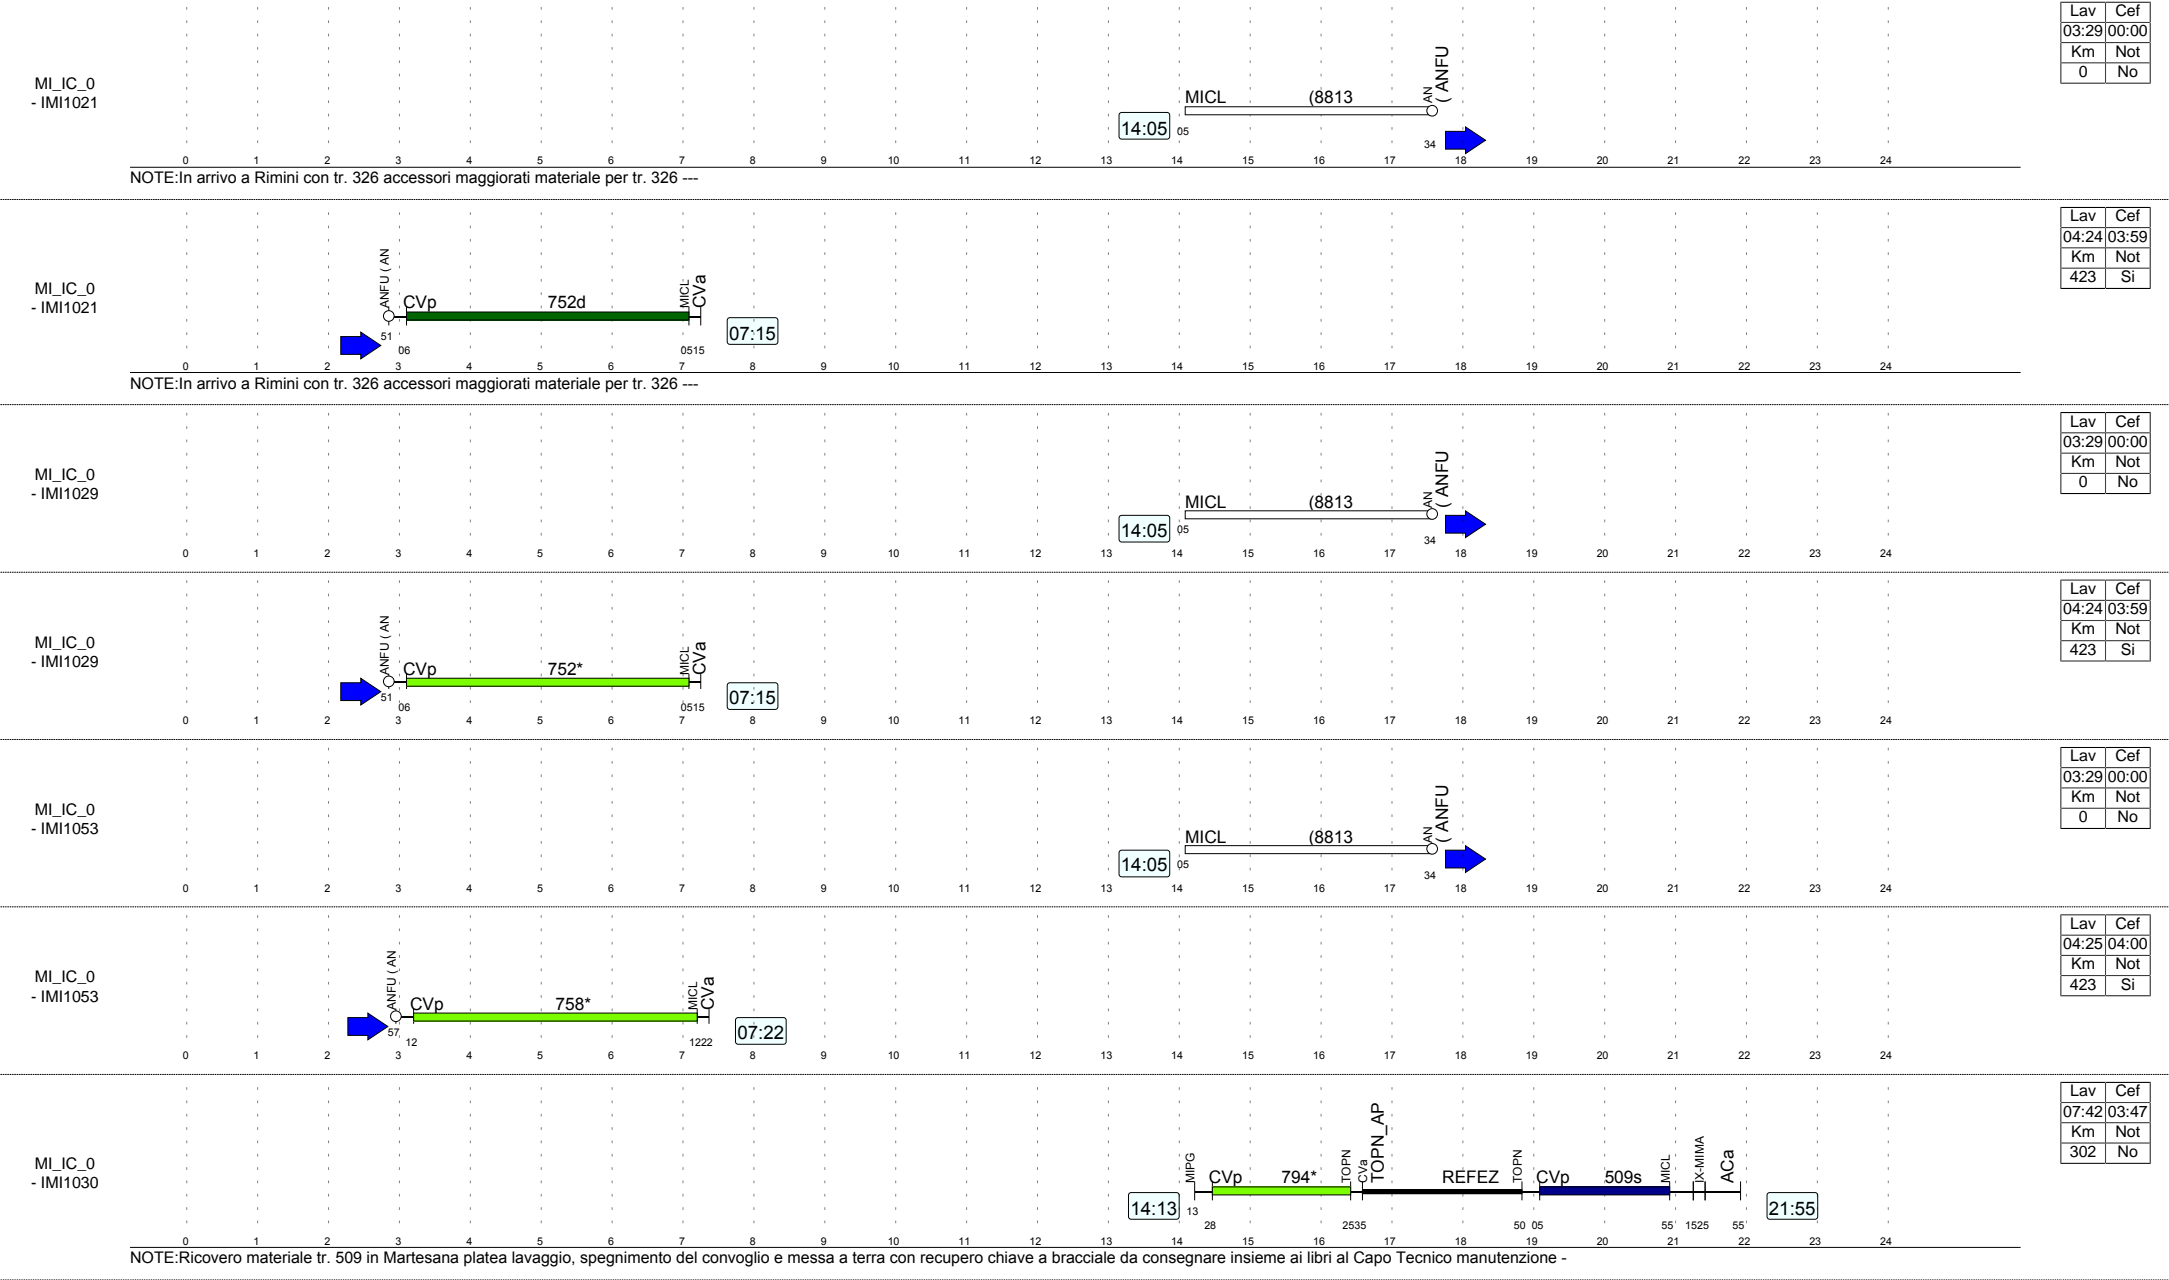 Lav Cef
03:29 00:00
Km Not
0 No
MI_IC_0
- IMI1021
MICL (8813 AN ( ANFU
14:05 05 34
0 1 2 3 4 5 6 7 8 9 10 11 12 13 14 15 16 17 18 19 20 21 22 23 24
NOTE:In arrivo a Rimini con tr. 326 accessori maggiorati materiale per tr. 326 ---
Lav Cef
04:24 03:59
Km Not
423 Si
MI_IC_0
- IMI1021
ANFU ( AN CVp 752d MICL CVa
51 06 0515 07:15
0 1 2 3 4 5 6 7 8 9 10 11 12 13 14 15 16 17 18 19 20 21 22 23 24
NOTE:In arrivo a Rimini con tr. 326 accessori maggiorati materiale per tr. 326 ---
Lav Cef
03:29 00:00
Km Not
0 No
MI_IC_0
- IMI1029
MICL (8813 AN ( ANFU
14:05 05 34
0 1 2 3 4 5 6 7 8 9 10 11 12 13 14 15 16 17 18 19 20 21 22 23 24
Lav Cef
04:24 03:59
Km Not
423 Si
MI_IC_0
- IMI1029
ANFU ( AN CVp 752* MICL CVa
51 06 0515 07:15
0 1 2 3 4 5 6 7 8 9 10 11 12 13 14 15 16 17 18 19 20 21 22 23 24
Lav Cef
03:29 00:00
Km Not
0 No
MI_IC_0
- IMI1053
MICL (8813 AN ( ANFU
14:05 05 34
0 1 2 3 4 5 6 7 8 9 10 11 12 13 14 15 16 17 18 19 20 21 22 23 24
Lav Cef
04:25 04:00
Km Not
423 Si
MI_IC_0
- IMI1053
ANFU ( AN CVp 758* MICL CVa
57 12 1222 07:22
0 1 2 3 4 5 6 7 8 9 10 11 12 13 14 15 16 17 18 19 20 21 22 23 24
Lav Cef
07:42 03:47
Km Not
302 No
MI_IC_0
- IMI1030
MIPG CVp 794* TOPN CVa TOPN_AP REFEZ TOPN CVp 509s MICL IX-MIMA ACa
14:13 13 28 2535 50 05 55 1525 55 21:55
0 1 2 3 4 5 6 7 8 9 10 11 12 13 14 15 16 17 18 19 20 21 22 23 24
NOTE:Ricovero materiale tr. 509 in Martesana platea lavaggio, spegnimento del convoglio e messa a terra con recupero chiave a bracciale da consegnare insieme ai libri al Capo Tecnico manutenzione -